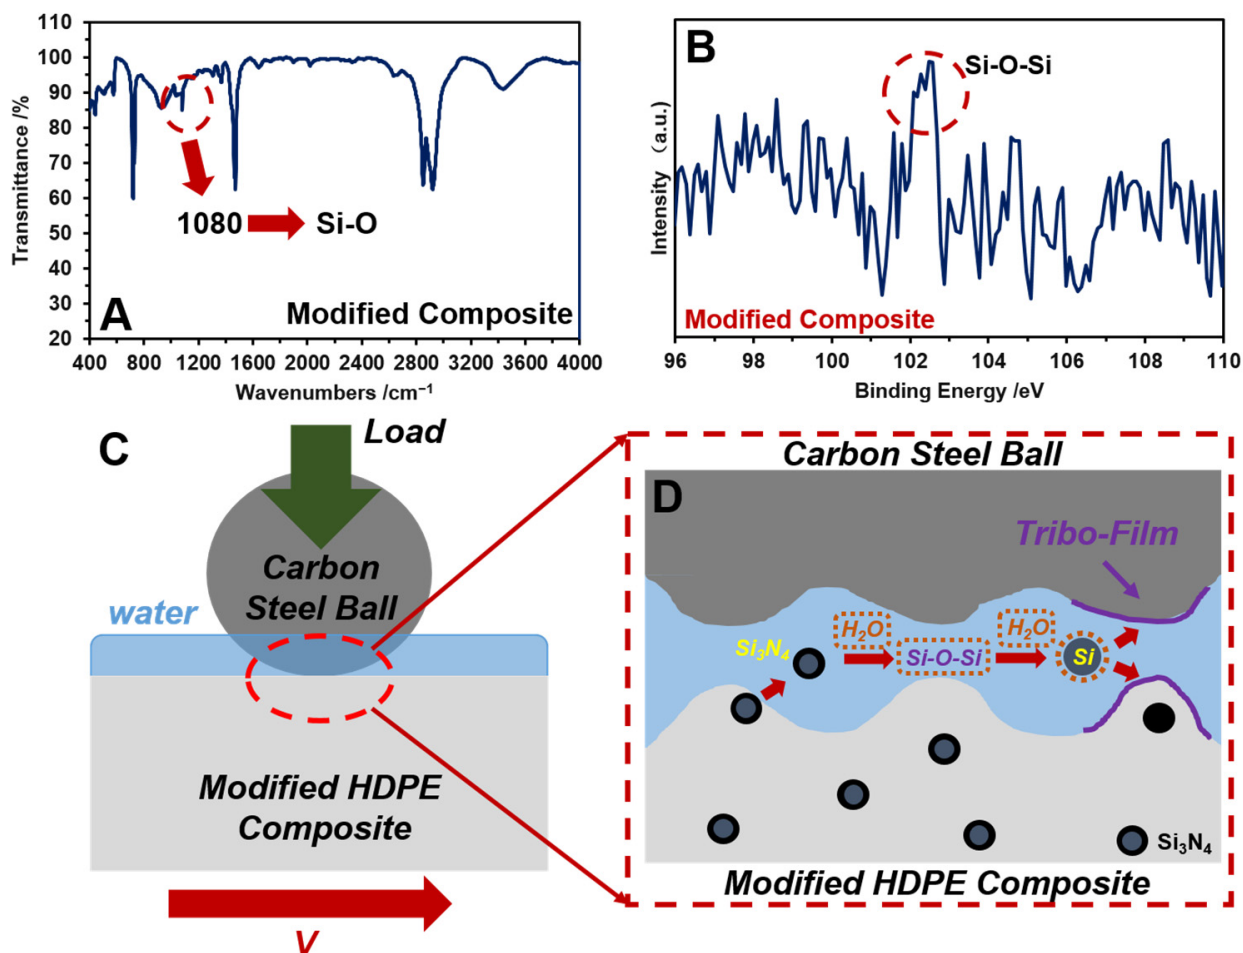 110
100
90
80
70
60
50
40
30
20
Transmittance /%
A
1080
Si-O
Modified Composite
400 800 1200 1600 2000 2400 2800 3200 3600 4000
Wavenumbers /cm⁻¹
B
Si-O-Si
Intensity（a.u.）
Modified Composite
96 98 100 102 104 106 108 110
Binding Energy /eV
C
Load
Carbon
Steel Ball
water
Modified HDPE
Composite
V
Carbon Steel Ball
D
Tribo-Film
Si₃N₄
H₂O
Si-O-Si
H₂O
Si
Si₃N₄
Modified HDPE Composite